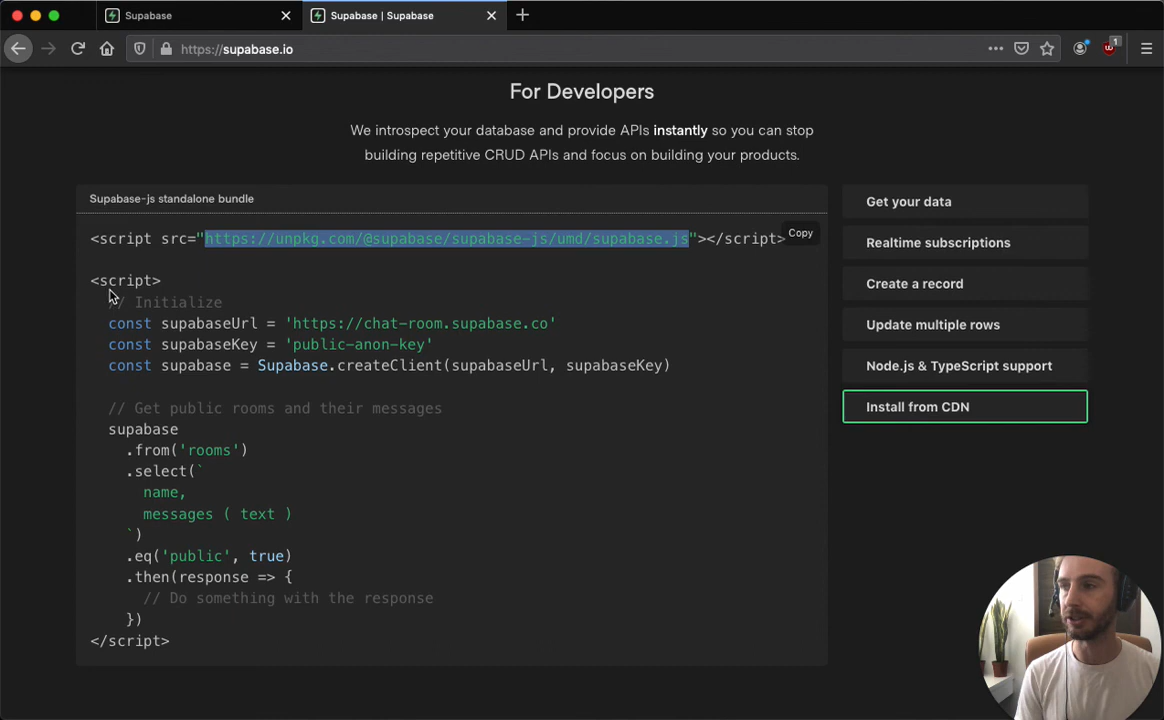 Supabase
Supabase | Supabase
https://supabase.io
1
For Developers
We introspect your database and provide APIs instantly so you can stop
building repetitive CRUD APIs and focus on building your products.
Supabase-js standalone bundle
<script src="https://unpkg.com/@supabase/supabase-js/umd/supabase.js"></script>
Copy
<script>
// Initialize
const supabaseUrl = 'https://chat-room.supabase.co'
const supabaseKey = 'public-anon-key'
const supabase = Supabase.createClient(supabaseUrl, supabaseKey)
// Get public rooms and their messages
supabase
.from('rooms')
.select(`
name,
messages ( text )
`)
.eq('public', true)
.then(response => {
// Do something with the response
})
</script>
Get your data
Realtime subscriptions
Create a record
Update multiple rows
Node.js & TypeScript support
Install from CDN